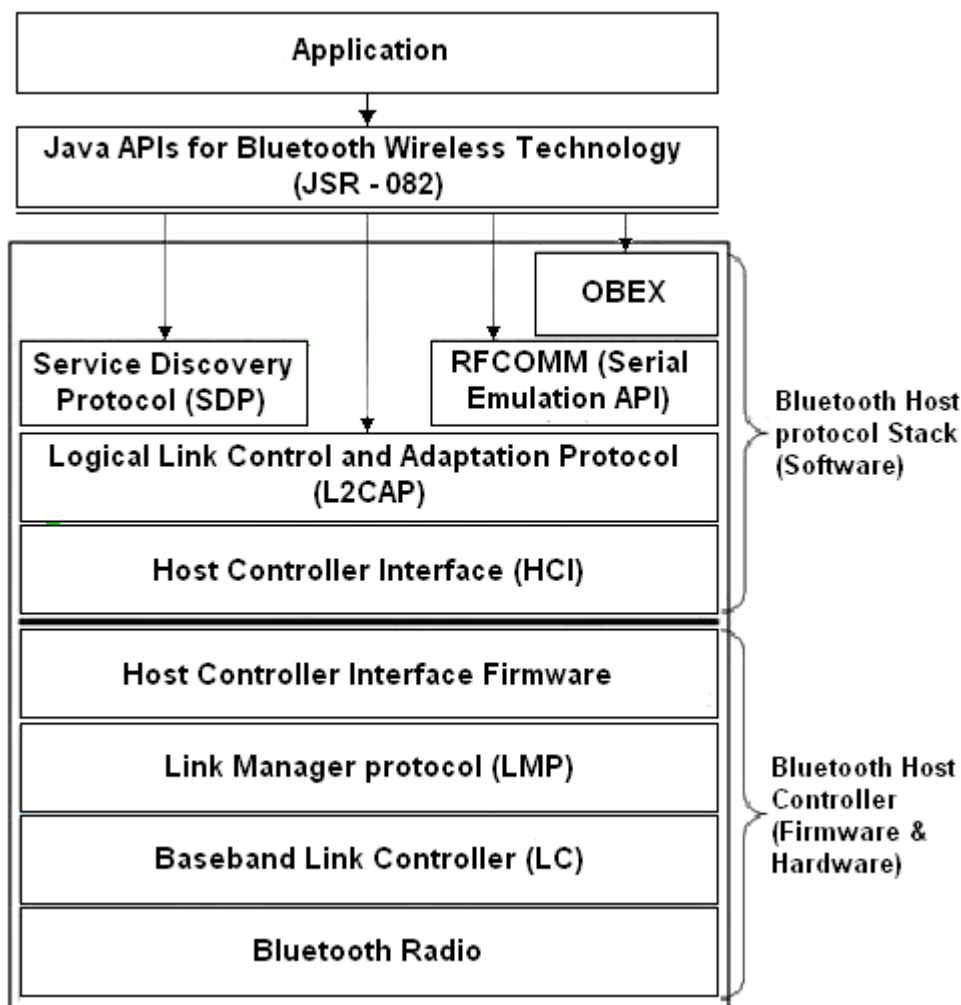 Application
Java APIs for Bluetooth Wireless Technology
(JSR - 082)
OBEX
Service Discovery
Protocol (SDP)
RFCOMM (Serial
Emulation API)
Logical Link Control and Adaptation Protocol
(L2CAP)
Host Controller Interface (HCI)
Bluetooth Host
protocol Stack
(Software)
Host Controller Interface Firmware
Link Manager protocol (LMP)
Baseband Link Controller (LC)
Bluetooth Radio
Bluetooth Host
Controller
(Firmware &
Hardware)